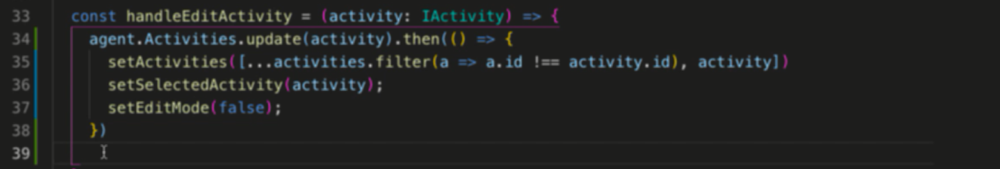 33 const handleEditActivity = (activity: IActivity) => {
34 agent.Activities.update(activity).then(() => {
35 setActivities([...activities.filter(a => a.id !== activity.id), activity])
36 setSelectedActivity(activity);
37 setEditMode(false);
38 })
39